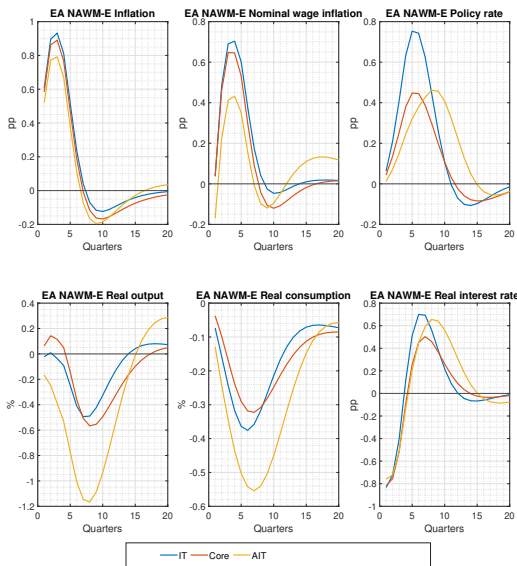 EA NAWM-E Inflation
EA NAWM-E Nominal wage inflation
EA NAWM-E Policy rate
pp
1
0.8
0.6
0.4
0.2
0
-0.2
0 5 10 15 20
Quarters
pp
0.8
0.6
0.4
0.2
0
-0.2
0 5 10 15 20
Quarters
pp
0.8
0.6
0.4
0.2
0
-0.2
0 5 10 15 20
Quarters
EA NAWM-E Real output
EA NAWM-E Real consumption
EA NAWM-E Real interest rate
%
0.4
0.2
0
-0.2
-0.4
-0.6
-0.8
-1
-1.2
0 5 10 15 20
Quarters
%
0
-0.1
-0.2
-0.3
-0.4
-0.5
-0.6
0 5 10 15 20
Quarters
pp
0.8
0.6
0.4
0.2
0
-0.2
-0.4
-0.6
-0.8
-1
0 5 10 15 20
Quarters
IT Core AIT